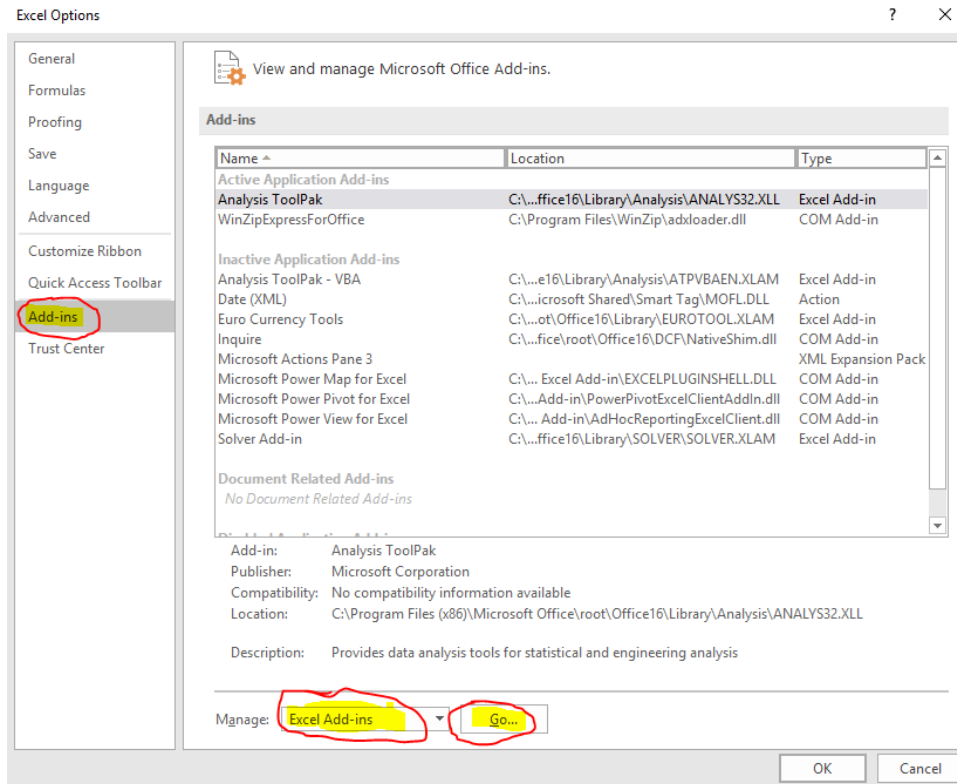 Excel Options ? ×
General
Formulas
Proofing
Save
Language
Advanced
Customize Ribbon
Quick Access Toolbar
Add-ins
Trust Center
View and manage Microsoft Office Add-ins.
Add-ins
Name Location Type
Active Application Add-ins
Analysis ToolPak C:\...ffice16\Library\Analysis\ANALYS32.XLL Excel Add-in
WinZipExpressForOffice C:\Program Files\WinZip\adxloader.dll COM Add-in
Inactive Application Add-ins
Analysis ToolPak - VBA C:\...e16\Library\Analysis\ATPVBAEN.XLAM Excel Add-in
Date (XML) C:\...icrosoft Shared\Smart Tag\MOFL.DLL Action
Euro Currency Tools C:\...ot\Office16\Library\EUROTOOL.XLAM Excel Add-in
Inquire C:\...fice\root\Office16\DCF\NativeShim.dll COM Add-in
Microsoft Actions Pane 3 XML Expansion Pack
Microsoft Power Map for Excel C:\... Excel Add-in\EXCELPLUGINSHELL.DLL COM Add-in
Microsoft Power Pivot for Excel C:\...Add-in\PowerPivotExcelClientAddIn.dll COM Add-in
Microsoft Power View for Excel C:\... Add-in\AdHocReportingExcelClient.dll COM Add-in
Solver Add-in C:\...ffice16\Library\SOLVER\SOLVER.XLAM Excel Add-in
Document Related Add-ins
No Document Related Add-ins
Add-in: Analysis ToolPak
Publisher: Microsoft Corporation
Compatibility: No compatibility information available
Location: C:\Program Files (x86)\Microsoft Office\root\Office16\Library\Analysis\ANALYS32.XLL
Description: Provides data analysis tools for statistical and engineering analysis
Manage: Excel Add-ins Go...
OK Cancel